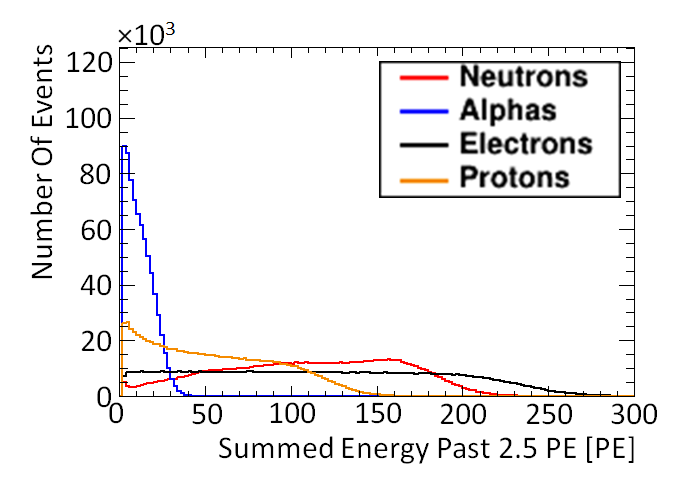 ×10³
Number Of Events
120
100
80
60
40
20
0
Neutrons
Alphas
Electrons
Protons
0 50 100 150 200 250 300
Summed Energy Past 2.5 PE [PE]